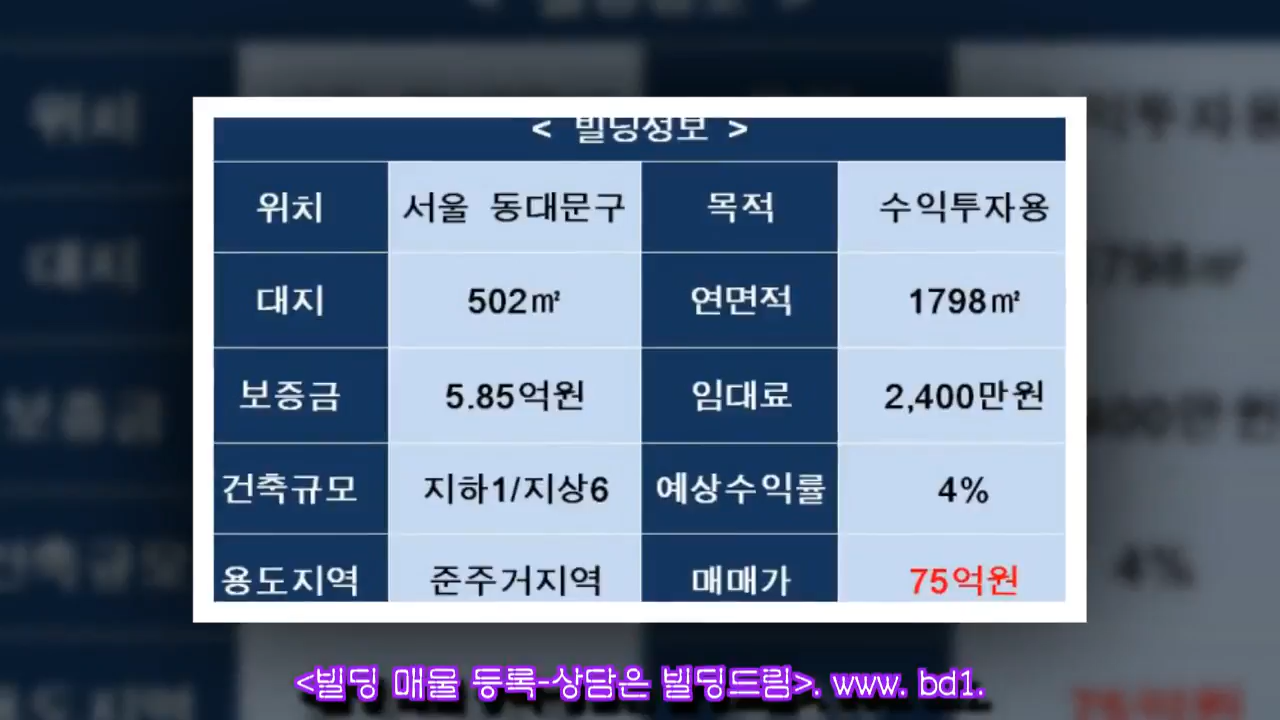 < 빌딩정보 >
위치 서울 동대문구 목적 수익투자용
대지 502㎡ 연면적 1798㎡
보증금 5.85억원 임대료 2,400만원
건축규모 지하1/지상6 예상수익률 4%
용도지역 준주거지역 매매가 75억원
<빌딩 매물 등록-상담은 빌딩드림>. www. bd1.